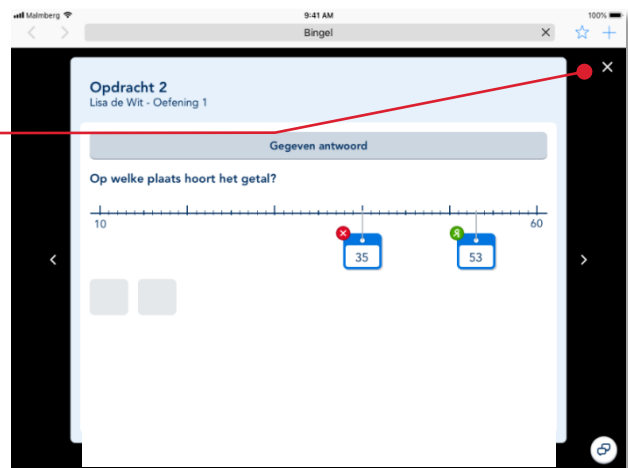 Malmberg 9:41 AM 100%
Bingel
Opdracht 2
Lisa de Wit - Oefening 1
Gegeven antwoord
Op welke plaats hoort het getal?
10 60
35 53